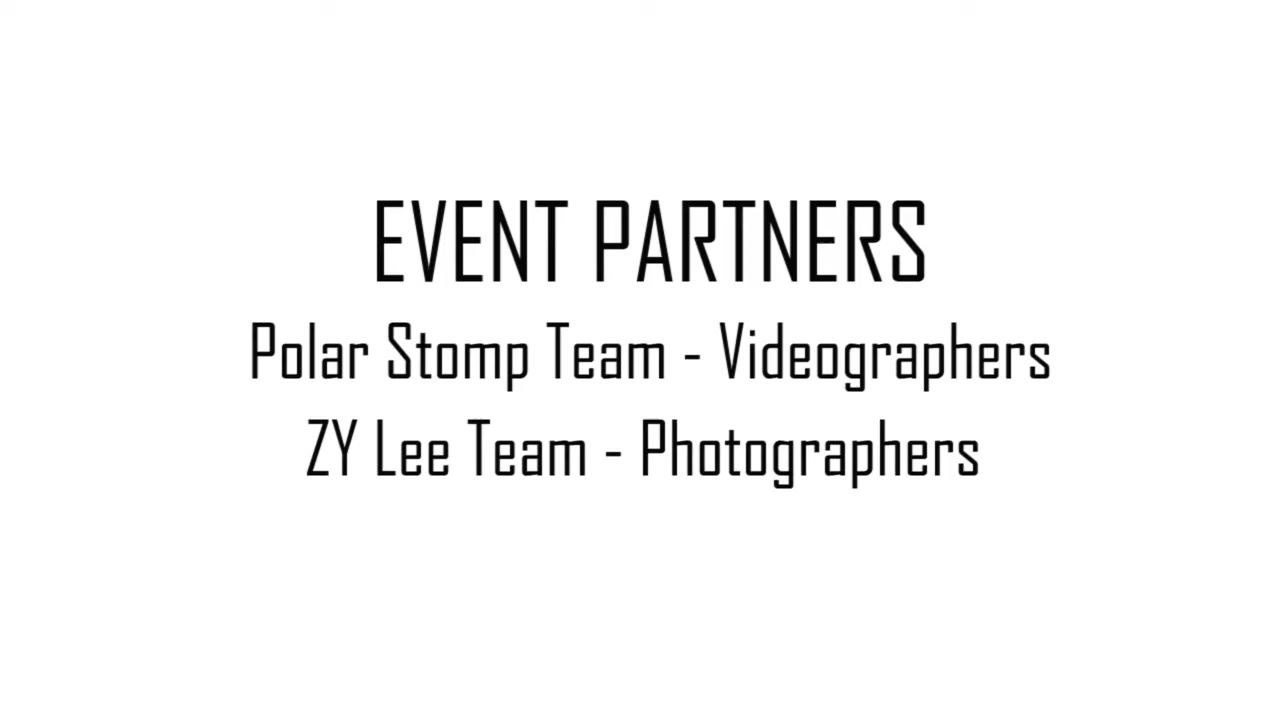 EVENT PARTNERS
Polar Stomp Team - Videographers
ZY Lee Team - Photographers